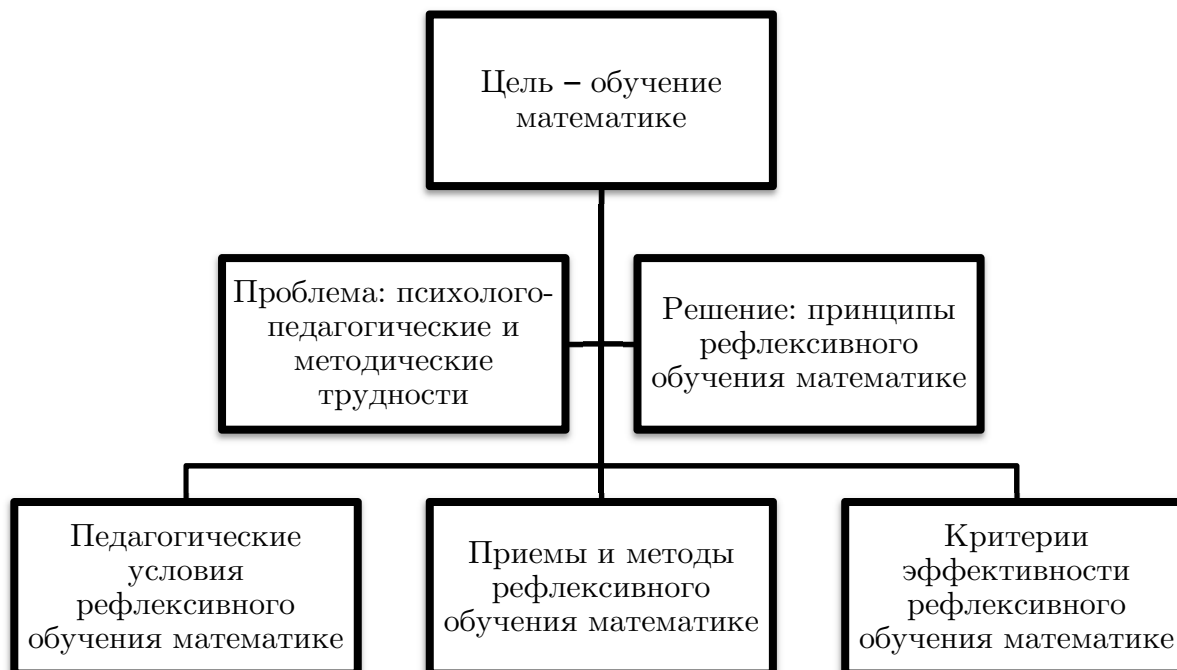 Цель – обучение
математике
Проблема: психолого-
педагогические и
методические
трудности
Решение: принципы
рефлексивного
обучения математике
Педагогические
условия
рефлексивного
обучения математике
Приемы и методы
рефлексивного
обучения математике
Критерии
эффективности
рефлексивного
обучения математике